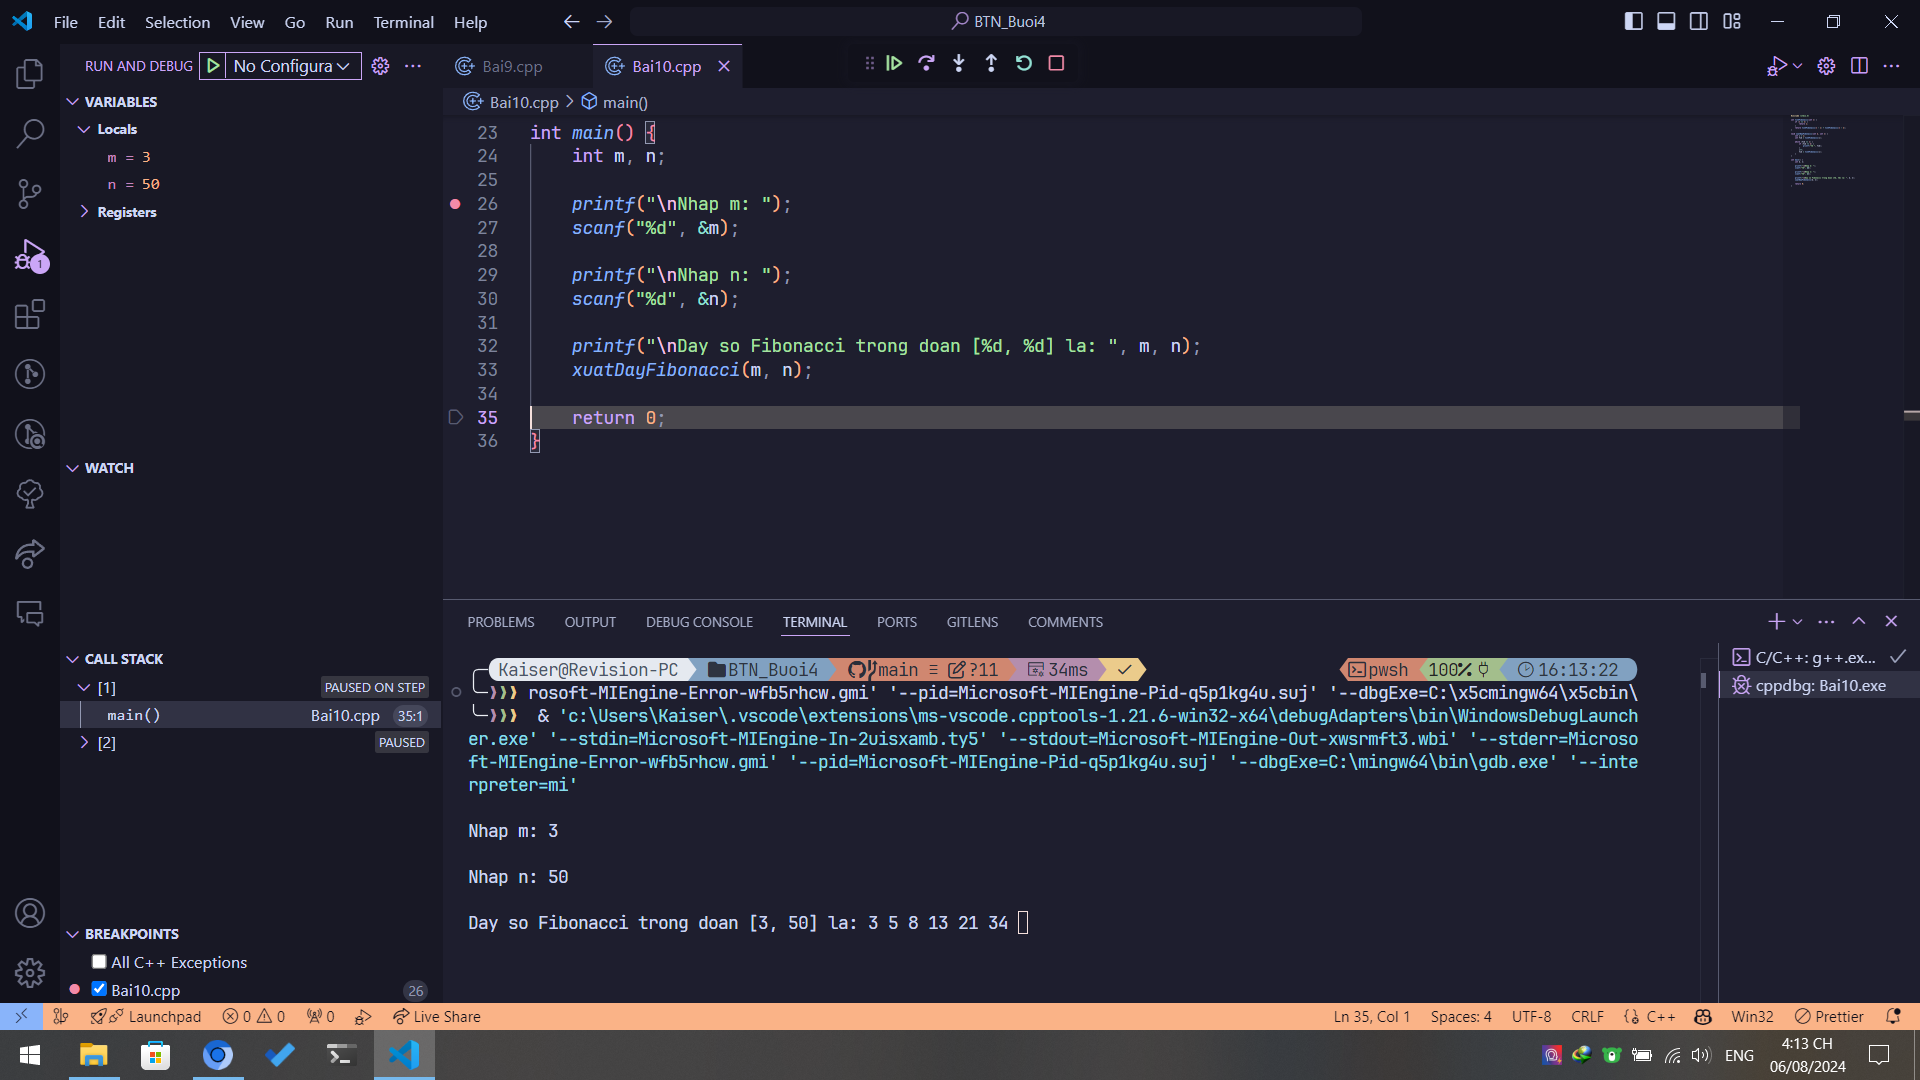 File Edit Selection View Go Run Terminal Help
BTN_Buoi4
RUN AND DEBUG
No Configura
Bai9.cpp
Bai10.cpp
VARIABLES
Locals
m = 3
n = 50
Registers
WATCH
CALL STACK
[1] PAUSED ON STEP
main() Bai10.cpp 35:1
[2] PAUSED
BREAKPOINTS
All C++ Exceptions
Bai10.cpp 26
Bai10.cpp > main()
23 int main() {
24 int m, n;
25
26 printf("\nNhap m: ");
27 scanf("%d", &m);
28
29 printf("\nNhap n: ");
30 scanf("%d", &n);
31
32 printf("\nDay so Fibonacci trong doan [%d, %d] la: ", m, n);
33 xuatDayFibonacci(m, n);
34
35 return 0;
36 }
PROBLEMS OUTPUT DEBUG CONSOLE TERMINAL PORTS GITLENS COMMENTS
Kaiser@Revision-PC BTN_Buoi4 main ≡ ?11 34ms ✓ pwsh 100% 16:13:22
rosoft-MIEngine-Error-wfb5rhcw.gmi' '--pid=Microsoft-MIEngine-Pid-q5p1kg4u.suj' '--dbgExe=C:\x5cmingw64\x5cbin\
& 'c:\Users\Kaiser\.vscode\extensions\ms-vscode.cpptools-1.21.6-win32-x64\debugAdapters\bin\WindowsDebugLaunch
er.exe' '--stdin=Microsoft-MIEngine-In-2uisxamb.ty5' '--stdout=Microsoft-MIEngine-Out-xwsrmft3.wbi' '--stderr=Microso
ft-MIEngine-Error-wfb5rhcw.gmi' '--pid=Microsoft-MIEngine-Pid-q5p1kg4u.suj' '--dbgExe=C:\mingw64\bin\gdb.exe' '--inte
rpreter=mi'
Nhap m: 3
Nhap n: 50
Day so Fibonacci trong doan [3, 50] la: 3 5 8 13 21 34
C/C++: g++.ex...
cppdbg: Bai10.exe
1
Launchpad 0 0 0 Live Share
Ln 35, Col 1 Spaces: 4 UTF-8 CRLF C++ Win32 Prettier
ENG
4:13 CH
06/08/2024